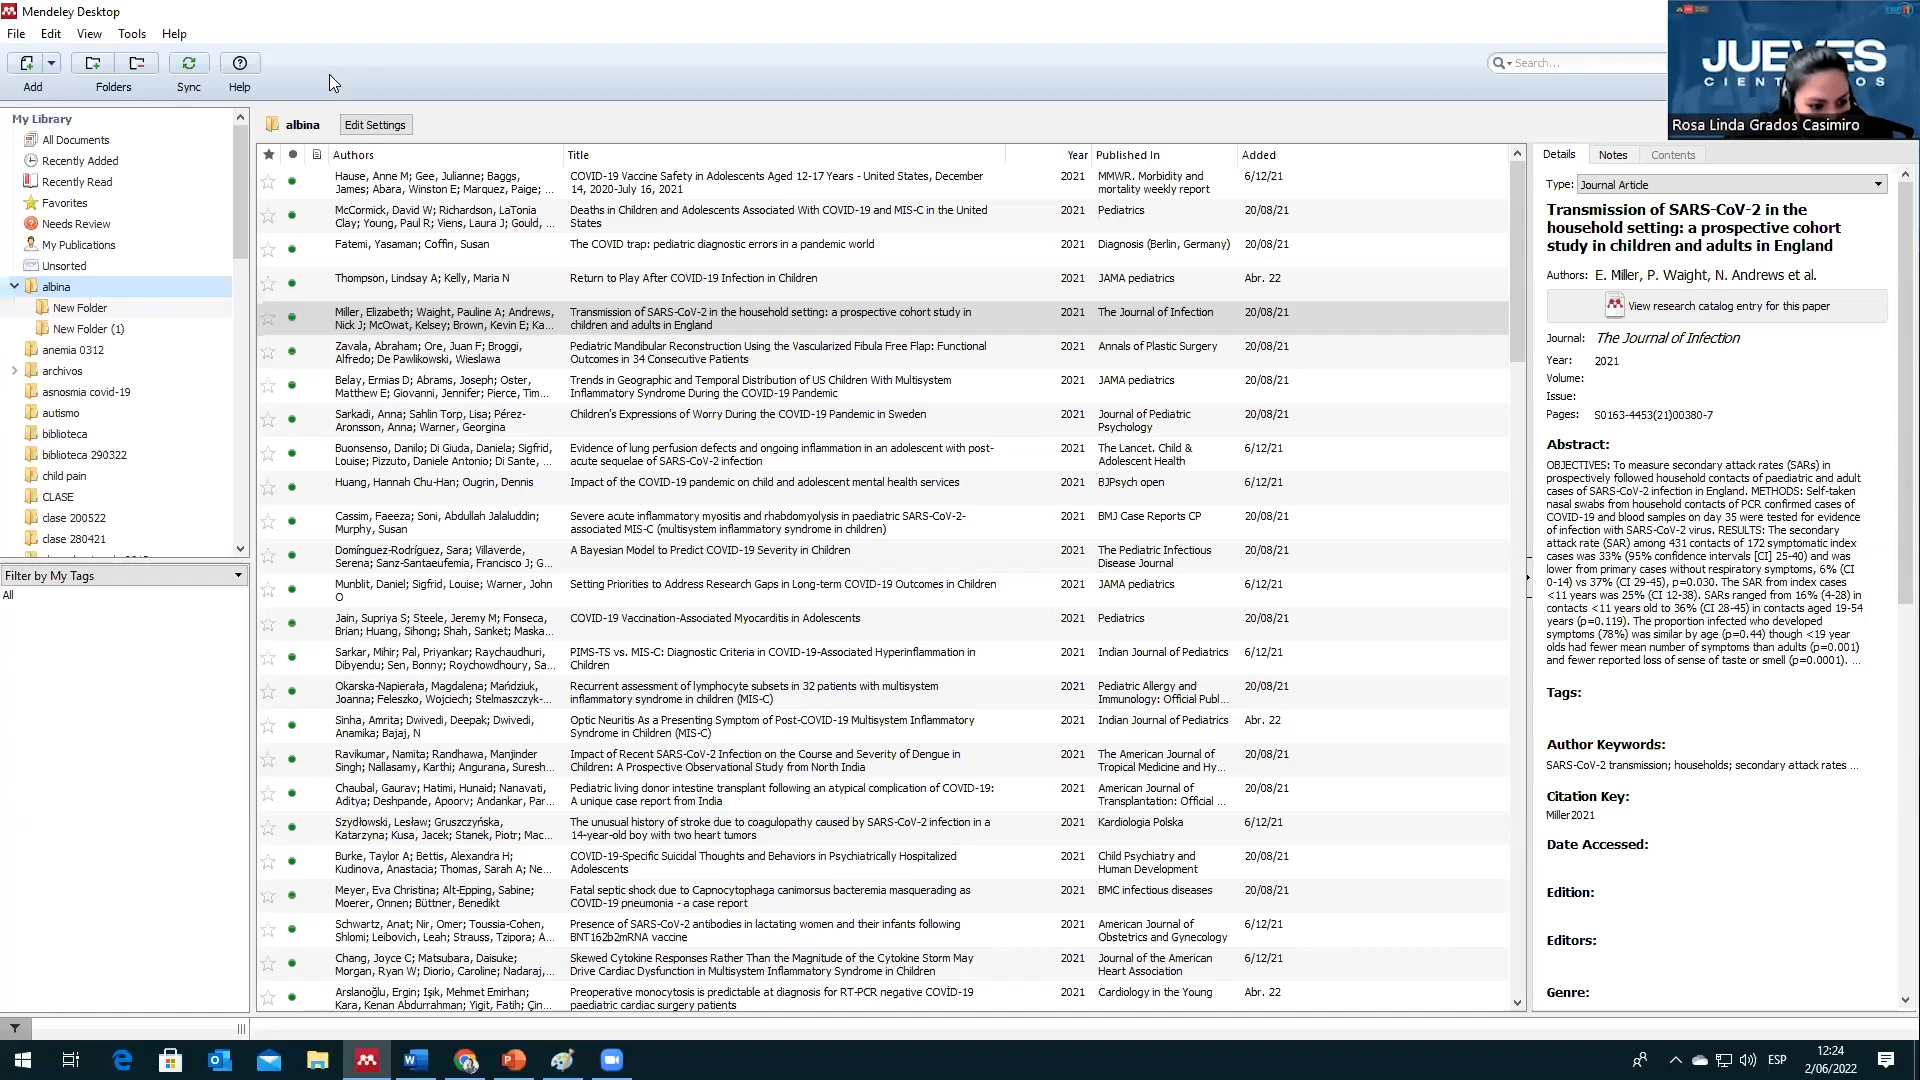 Mendeley Desktop
File Edit View Tools Help
Add Folders Sync Help
Search...
JUEVES
Rosa Linda Grados Casimiro
My Library
All Documents
Recently Added
Recently Read
Favorites
Needs Review
My Publications
Unsorted
albina
New Folder
New Folder (1)
anemia 0312
archivos
asnosmia covid-19
autismo
biblioteca
biblioteca 290322
child pain
CLASE
clase 200522
clase 280421
Filter by My Tags
All
albina Edit Settings
Authors Title Year Published In Added
Hause, Anne M; Gee, Julianne; Baggs, COVID-19 Vaccine Safety in Adolescents Aged 12-17 Years - United States, December 2021 MMWR. Morbidity and 6/12/21
James; Abara, Winston E; Marquez, Paige; ... 14, 2020-July 16, 2021 mortality weekly report
McCormick, David W; Richardson, LaTonia Deaths in Children and Adolescents Associated With COVID-19 and MIS-C in the United 2021 Pediatrics 20/08/21
Clay; Young, Paul R; Viens, Laura J; Gould, ... States
Fatemi, Yasaman; Coffin, Susan The COVID trap: pediatric diagnostic errors in a pandemic world 2021 Diagnosis (Berlin, Germany) 20/08/21
Thompson, Lindsay A; Kelly, Maria N Return to Play After COVID-19 Infection in Children 2021 JAMA pediatrics Abr. 22
Miller, Elizabeth; Waight, Pauline A; Andrews, Transmission of SARS-CoV-2 in the household setting: a prospective cohort study in 2021 The Journal of Infection 20/08/21
Nick J; McOwat, Kelsey; Brown, Kevin E; Ka... children and adults in England
Zavala, Abraham; Ore, Juan F; Broggi, Pediatric Mandibular Reconstruction Using the Vascularized Fibula Free Flap: Functional 2021 Annals of Plastic Surgery 20/08/21
Alfredo; De Pawlikowski, Wieslawa Outcomes in 34 Consecutive Patients
Belay, Ermias D; Abrams, Joseph; Oster, Trends in Geographic and Temporal Distribution of US Children With Multisystem 2021 JAMA pediatrics 20/08/21
Matthew E; Giovanni, Jennifer; Pierce, Tim... Inflammatory Syndrome During the COVID-19 Pandemic
Sarkadi, Anna; Sahlin Torp, Lisa; Pérez- Children's Expressions of Worry During the COVID-19 Pandemic in Sweden 2021 Journal of Pediatric 20/08/21
Aronsson, Anna; Warner, Georgina Psychology
Buonsenso, Danilo; Di Giuda, Daniela; Sigfrid, Evidence of lung perfusion defects and ongoing inflammation in an adolescent with post- 2021 The Lancet. Child & 6/12/21
Louise; Pizzuto, Daniele Antonio; Di Sante, ... acute sequelae of SARS-CoV-2 infection Adolescent Health
Huang, Hannah Chu-Han; Ougrin, Dennis Impact of the COVID-19 pandemic on child and adolescent mental health services 2021 BJPsych open 6/12/21
Cassim, Faeeza; Soni, Abdullah Jalaluddin; Severe acute inflammatory myositis and rhabdomyolysis in paediatric SARS-CoV-2- 2021 BMJ Case Reports CP 20/08/21
Murphy, Susan associated MIS-C (multisystem inflammatory syndrome in children)
Domínguez-Rodríguez, Sara; Villaverde, A Bayesian Model to Predict COVID-19 Severity in Children 2021 The Pediatric Infectious 20/08/21
Serena; Sanz-Santaeufemia, Francisco J; G... Disease Journal
Munblit, Daniel; Sigfrid, Louise; Warner, John Setting Priorities to Address Research Gaps in Long-term COVID-19 Outcomes in Children 2021 JAMA pediatrics 6/12/21
O
Jain, Supriya S; Steele, Jeremy M; Fonseca, COVID-19 Vaccination-Associated Myocarditis in Adolescents 2021 Pediatrics 20/08/21
Brian; Huang, Sihong; Shah, Sanket; Maska...
Sarkar, Mihir; Pal, Priyankar; Raychaudhuri, PIMS-TS vs. MIS-C: Diagnostic Criteria in COVID-19-Associated Hyperinflammation in 2021 Indian Journal of Pediatrics 6/12/21
Dibyendu; Sen, Bonny; Roychowdhoury, Sa... Children
Okarska-Napierała, Magdalena; Mańdziuk, Recurrent assessment of lymphocyte subsets in 32 patients with multisystem 2021 Pediatric Allergy and 20/08/21
Joanna; Feleszko, Wojciech; Stelmaszczyk-... inflammatory syndrome in children (MIS-C) Immunology: Official Publ...
Sinha, Amrita; Dwivedi, Deepak; Dwivedi, Optic Neuritis As a Presenting Symptom of Post-COVID-19 Multisystem Inflammatory 2021 Indian Journal of Pediatrics Abr. 22
Anamika; Bajaj, N Syndrome in Children (MIS-C)
Ravikumar, Namita; Randhawa, Manjinder Impact of Recent SARS-CoV-2 Infection on the Course and Severity of Dengue in 2021 The American Journal of 20/08/21
Singh; Nallasamy, Karthi; Angurana, Suresh... Children: A Prospective Observational Study from North India Tropical Medicine and Hy...
Chaubal, Gaurav; Hatimi, Hunaid; Nanavati, Pediatric living donor intestine transplant following an atypical complication of COVID-19: 2021 American Journal of 20/08/21
Aditya; Deshpande, Apoorv; Andankar, Par... A unique case report from India Transplantation: Official ...
Szydłowski, Lesław; Gruszczyńska, The unusual history of stroke due to coagulopathy caused by SARS-CoV-2 infection in a 2021 Kardiologia Polska 6/12/21
Katarzyna; Kusa, Jacek; Stanek, Piotr; Mac... 14-year-old boy with two heart tumors
Burke, Taylor A; Bettis, Alexandra H; COVID-19-Specific Suicidal Thoughts and Behaviors in Psychiatrically Hospitalized 2021 Child Psychiatry and 20/08/21
Kudinova, Anastacia; Thomas, Sarah A; Ne... Adolescents Human Development
Meyer, Eva Christina; Alt-Epping, Sabine; Fatal septic shock due to Capnocytophaga canimorsus bacteremia masquerading as 2021 BMC infectious diseases 20/08/21
Moerer, Onnen; Büttner, Benedikt COVID-19 pneumonia - a case report
Schwartz, Anat; Nir, Omer; Toussia-Cohen, Presence of SARS-CoV-2 antibodies in lactating women and their infants following 2021 American Journal of 6/12/21
Shlomi; Leibovich, Leah; Strauss, Tzipora; A... BNT162b2mRNA vaccine Obstetrics and Gynecology
Chang, Joyce C; Matsubara, Daisuke; Skewed Cytokine Responses Rather Than the Magnitude of the Cytokine Storm May 2021 Journal of the American 6/12/21
Morgan, Ryan W; Diorio, Caroline; Nadaraj,... Drive Cardiac Dysfunction in Multisystem Inflammatory Syndrome in Children Heart Association
Arslanoğlu, Ergin; Işık, Mehmet Emirhan; Preoperative monocytosis is predictable at diagnosis for RT-PCR negative COVİD-19 2021 Cardiology in the Young Abr. 22
Kara, Kenan Abdurrahman; Yigit, Fatih; Çin... paediatric cardiac surgery patients
Details Notes Contents
Type: Journal Article
Transmission of SARS-CoV-2 in the
household setting: a prospective cohort
study in children and adults in England
Authors: E. Miller, P. Waight, N. Andrews et al.
View research catalog entry for this paper
Journal: The Journal of Infection
Year: 2021
Volume:
Issue:
Pages: S0163-4453(21)00380-7
Abstract:
OBJECTIVES: To measure secondary attack rates (SARs) in
prospectively followed household contacts of paediatric and adult
cases of SARS-CoV-2 infection in England. METHODS: Self-taken
nasal swabs from household contacts of PCR confirmed cases of
COVID-19 and blood samples on day 35 were tested for evidence
of infection with SARS-CoV-2 virus. RESULTS: The secondary
attack rate (SAR) among 431 contacts of 172 symptomatic index
cases was 33% (95% confidence intervals [CI] 25-40) and was
lower from primary cases without respiratory symptoms, 6% (CI
0-14) vs 37% (CI 29-45), p=0.030. The SAR from index cases
<11 years was 25% (CI 12-38). SARs ranged from 16% (4-28) in
contacts <11 years old to 36% (CI 28-45) in contacts aged 19-54
years (p=0.119). The proportion infected who developed
symptoms (78%) was similar by age (p=0.44) though <19 year
olds had fewer mean number of symptoms than adults (p=0.001)
and fewer reported loss of sense of taste or smell (p=0.0001). ...
Tags:
Author Keywords:
SARS-CoV-2 transmission; households; secondary attack rates ...
Citation Key:
Miller2021
Date Accessed:
Edition:
Editors:
Genre:
ESP
12:24
2/06/2022